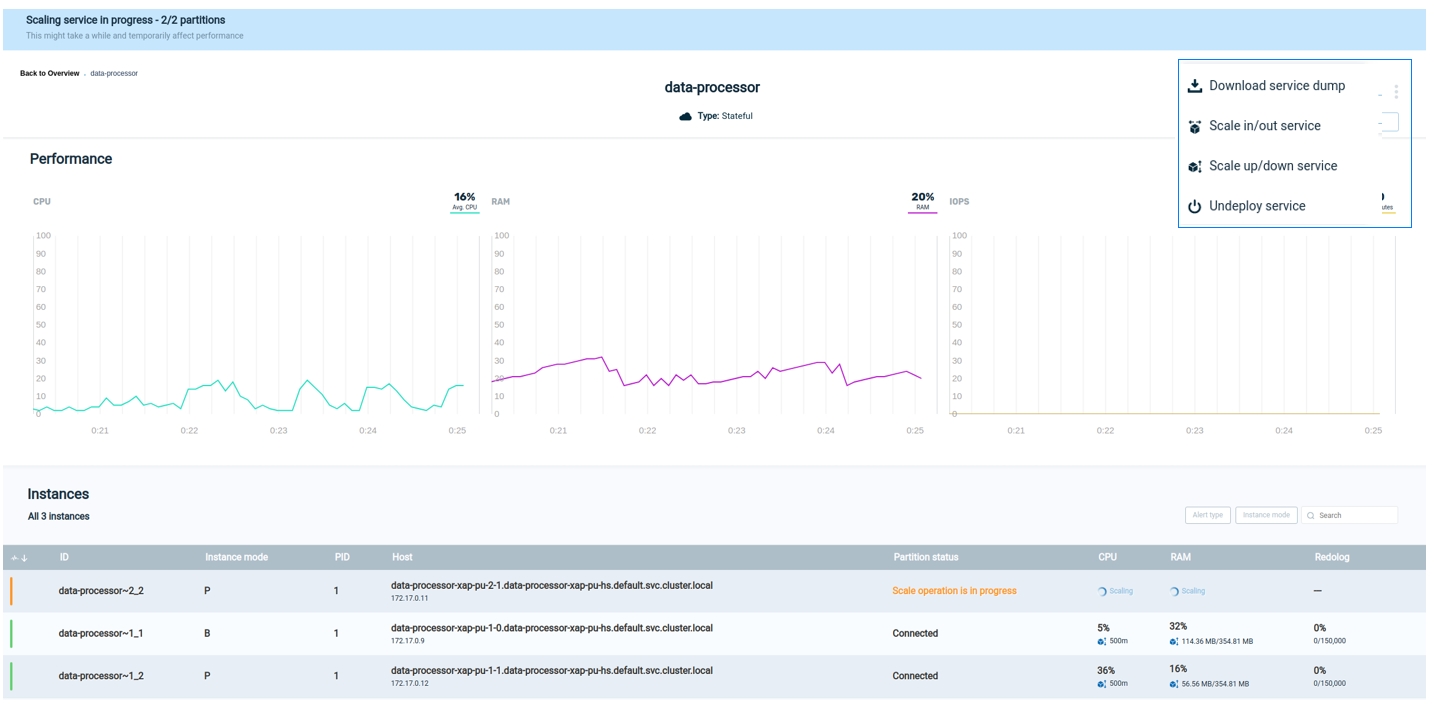 Scaling service in progress - 2/2 partitions
This might take a while and temporarily affect performance
Back to Overview . data-processor
data-processor
Type: Stateful
Download service dump
Scale in/out service
Scale up/down service
Undeploy service
Performance
CPU
16%
Avg. CPU
100
90
80
70
60
50
40
30
20
10
0
0:21 0:22 0:23 0:24 0:25
RAM
20%
RAM
100
90
80
70
60
50
40
30
20
10
0
0:21 0:22 0:23 0:24 0:25
IOPS
utes
100
90
80
70
60
50
40
30
20
10
0
0:21 0:22 0:23 0:24 0:25
Instances
All 3 instances
Alert type Instance mode Search
ID Instance mode PID Host Partition status CPU RAM Redolog
data-processor~2_2 P 1 data-processor-xap-pu-2-1.data-processor-xap-pu-hs.default.svc.cluster.local Scale operation is in progress Scaling Scaling —
172.17.0.11
data-processor~1_1 B 1 data-processor-xap-pu-1-0.data-processor-xap-pu-hs.default.svc.cluster.local Connected 5% 32% 0%
172.17.0.9 500m 114.36 MB/354.81 MB 0/150,000
data-processor~1_2 P 1 data-processor-xap-pu-1-1.data-processor-xap-pu-hs.default.svc.cluster.local Connected 36% 16% 0%
172.17.0.12 500m 56.56 MB/354.81 MB 0/150,000